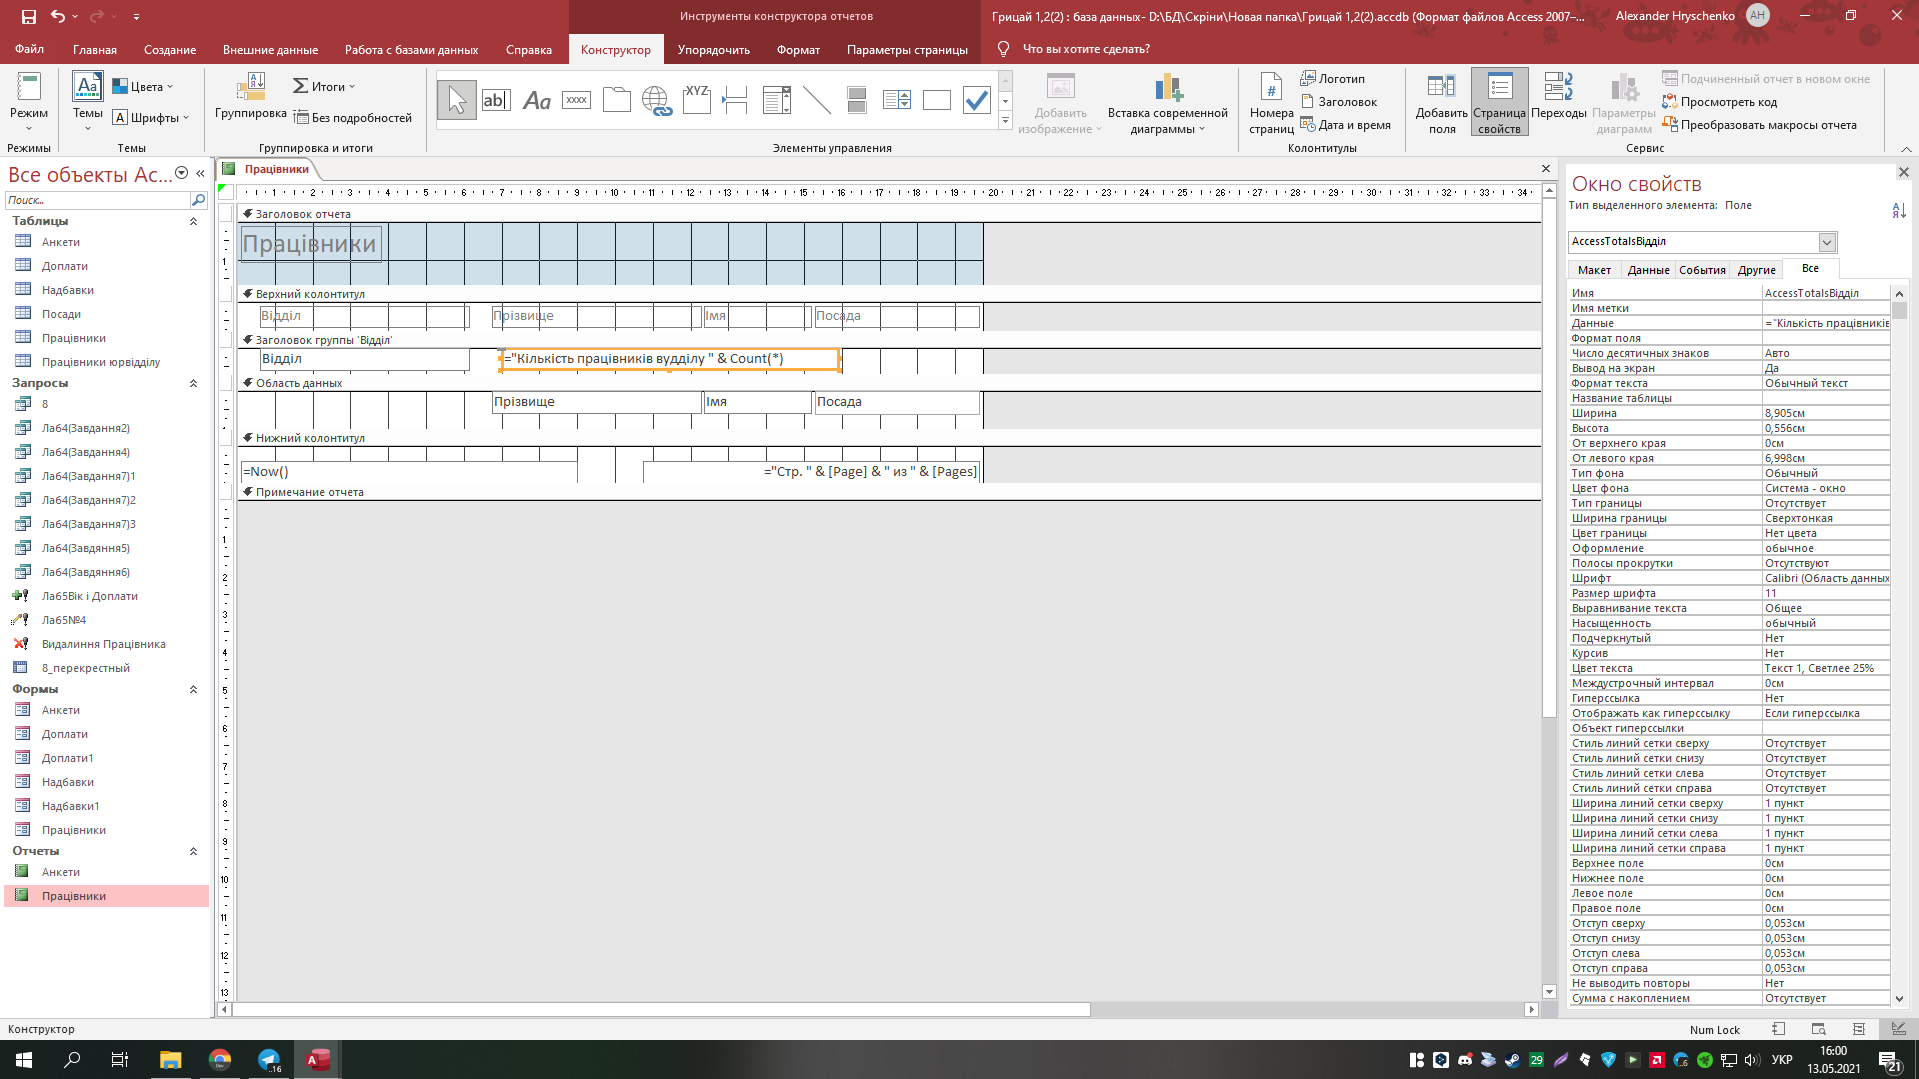 Инструменты конструктора отчетов
Грицай 1,2(2) : база данных- D:\БД\Скріни\Новая папка\Грицай 1,2(2).accdb (Формат файлов Access 2007–...
Alexander Hryschenko
AH
Файл
Главная
Создание
Внешние данные
Работа с базами данных
Справка
Конструктор
Упорядочить
Формат
Параметры страницы
Что вы хотите сделать?
Режим
Режимы
Темы
Цвета
Шрифты
Темы
Группировка
Итоги
Без подробностей
Группировка и итоги
Элементы управления
Добавить изображение
Вставка современной диаграммы
Номера страниц
Логотип
Заголовок
Дата и время
Колонтитулы
Добавить поля
Страница свойств
Переходы
Параметры диаграмм
Подчиненный отчет в новом окне
Просмотреть код
Преобразовать макросы отчета
Сервис
Все объекты Ac...
Поиск...
Таблицы
Анкети
Доплати
Надбавки
Посади
Працівники
Працівники юрвідділу
Запросы
8
Лаб4(Завдання2)
Лаб4(Завдання4)
Лаб4(Завдання7)1
Лаб4(Завдання7)2
Лаб4(Завдання7)3
Лаб4(Завдяння5)
Лаб4(Завдяння6)
Лаб5Вік і Доплати
Лаб5№4
Видалиння Працівника
8_перекрестный
Формы
Анкети
Доплати
Доплати1
Надбавки
Надбавки1
Працівники
Отчеты
Анкети
Працівники
Працівники
Заголовок отчета
Працівники
Верхний колонтитул
Відділ
Прізвище
Імя
Посада
Заголовок группы 'Відділ'
Відділ
="Кількість працівників вудділу " & Count(*)
Область данных
Прізвище
Імя
Посада
Нижний колонтитул
=Now()
="Стр. " & [Page] & " из " & [Pages]
Примечание отчета
Окно свойств
Тип выделенного элемента: Поле
AccessTotalsВідділ
Макет
Данные
События
Другие
Все
Имя AccessTotalsВідділ
Имя метки
Данные ="Кількість працівників
Формат поля
Число десятичных знаков Авто
Вывод на экран Да
Формат текста Обычный текст
Название таблицы
Ширина 8,905см
Высота 0,556см
От верхнего края 0см
От левого края 6,998см
Тип фона Обычный
Цвет фона Система - окно
Тип границы Отсутствует
Ширина границы Сверхтонкая
Цвет границы Нет цвета
Оформление обычное
Полосы прокрутки Отсутствуют
Шрифт Calibri (Область данных
Размер шрифта 11
Выравнивание текста Общее
Насыщенность обычный
Подчеркнутый Нет
Курсив Нет
Цвет текста Текст 1, Светлее 25%
Междустрочный интервал 0см
Гиперссылка Нет
Отображать как гиперссылку Если гиперссылка
Объект гиперссылки
Стиль линий сетки сверху Отсутствует
Стиль линий сетки снизу Отсутствует
Стиль линий сетки слева Отсутствует
Стиль линий сетки справа Отсутствует
Ширина линий сетки сверху 1 пункт
Ширина линий сетки снизу 1 пункт
Ширина линий сетки слева 1 пункт
Ширина линий сетки справа 1 пункт
Верхнее поле 0см
Нижнее поле 0см
Левое поле 0см
Правое поле 0см
Отступ сверху 0,053см
Отступ снизу 0,053см
Отступ слева 0,053см
Отступ справа 0,053см
Не выводить повторы Нет
Сумма с накоплением Отсутствует
Конструктор
Num Lock
УКР
16:00
13.05.2021
21